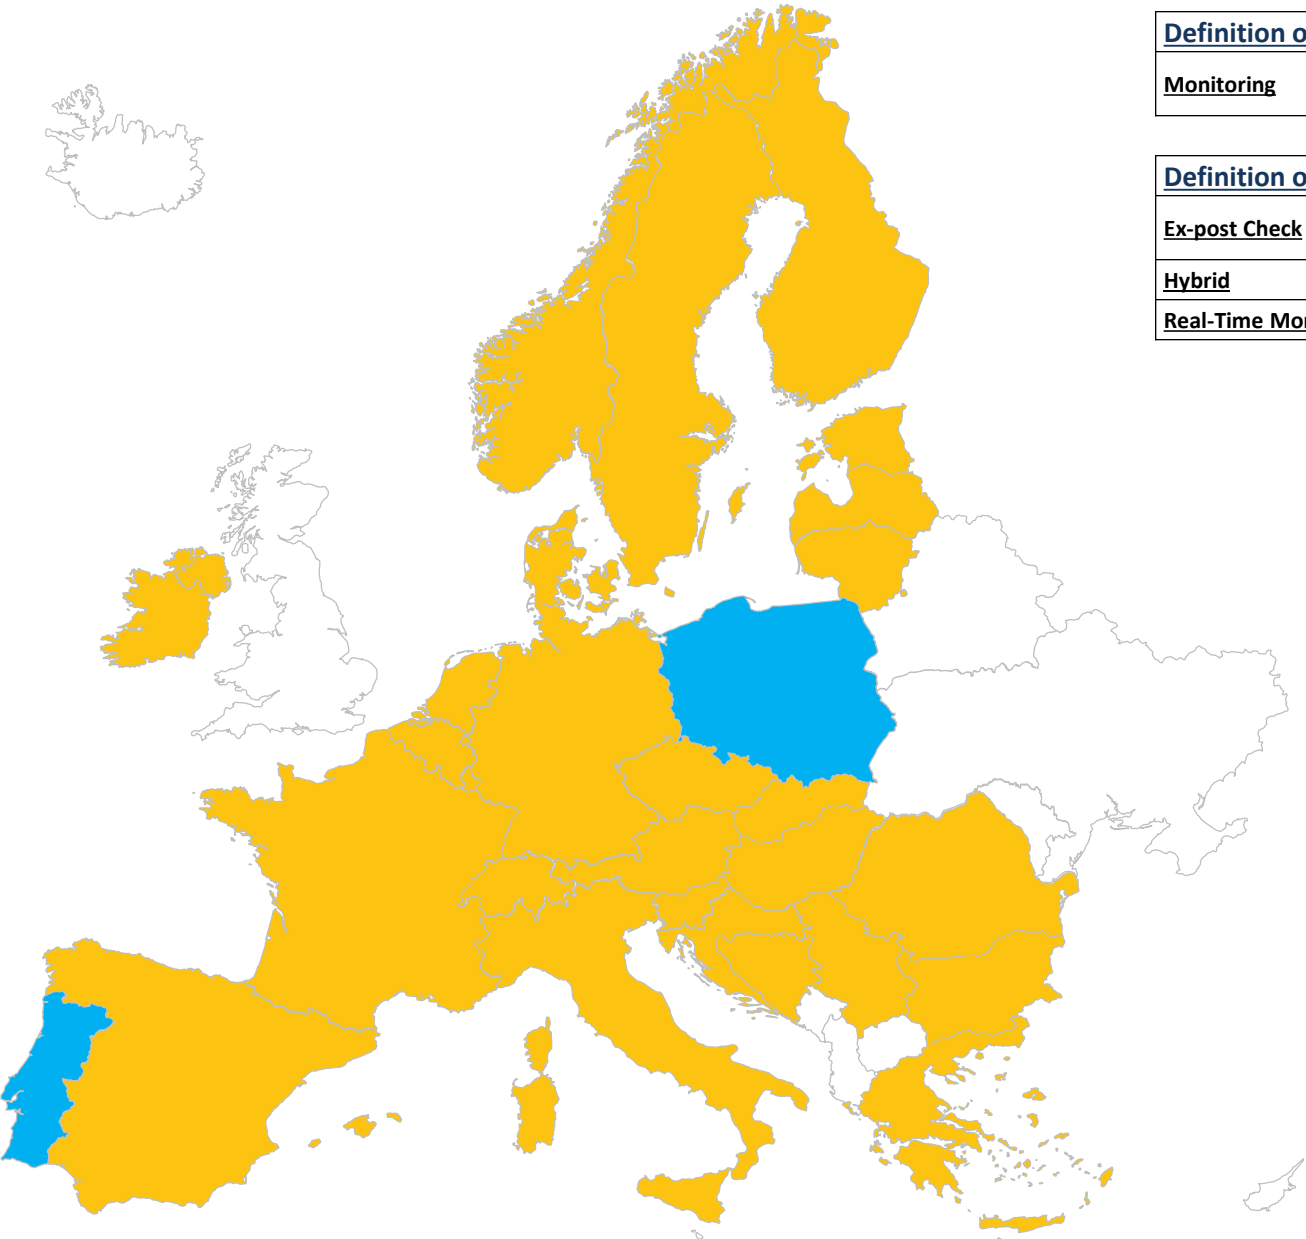 Definition o
Monitoring
Definition o
Ex-post Check
Hybrid
Real-Time Mo